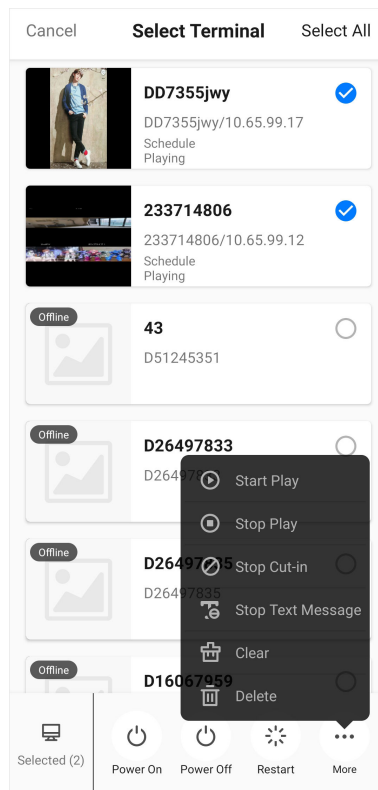 Cancel
Select Terminal
Select All
DD7355jwy
DD7355jwy/10.65.99.17
Schedule
Playing
233714806
233714806/10.65.99.12
Schedule
Playing
Offline
43
D51245351
Offline
D26497833
Offline
D26497835
D26497835
Offline
D16067959
Start Play
Stop Play
Stop Cut-in
Stop Text Message
Clear
Delete
Selected (2)
Power On
Power Off
Restart
More